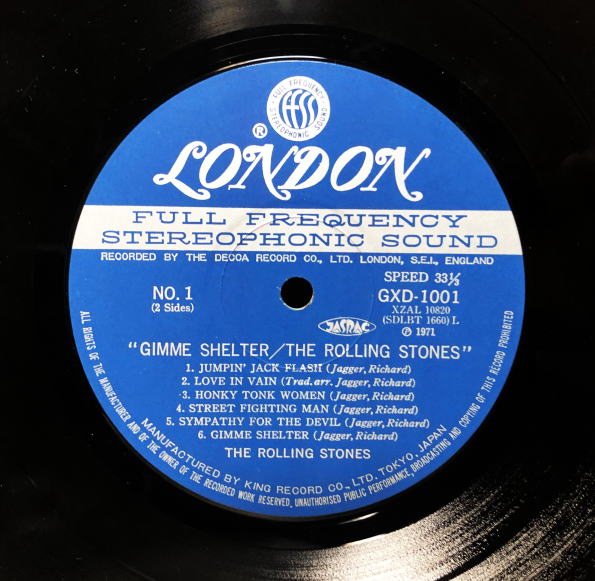 FULL FREQUENCY
ffss
STEREOPHONIC SOUND
®
LONDON
FULL FREQUENCY
STEREOPHONIC SOUND
RECORDED BY THE DECCA RECORD CO., LTD. LONDON, S.E.I., ENGLAND
SPEED 33⅓
NO. 1
(2 Sides)
GXD-1001
XZAL 10820
(SDLBT 1660) L
JASRAC
℗ 1971
"GIMME SHELTER/THE ROLLING STONES"
1. JUMPIN' JACK FLASH (Jagger, Richard)
2. LOVE IN VAIN (Trad. arr. Jagger, Richard)
3. HONKY TONK WOMEN (Jagger, Richard)
4. STREET FIGHTING MAN (Jagger, Richard)
5. SYMPATHY FOR THE DEVIL (Jagger, Richard)
6. GIMME SHELTER (Jagger, Richard)
THE ROLLING STONES
MANUFACTURED BY KING RECORD CO., LTD. TOKYO, JAPAN
ALL RIGHTS OF THE MANUFACTURER AND OF THE OWNER OF THE RECORDED WORK RESERVED, UNAUTHORISED PUBLIC PERFORMANCE, BROADCASTING AND COPYING OF THIS RECORD PROHIBITED